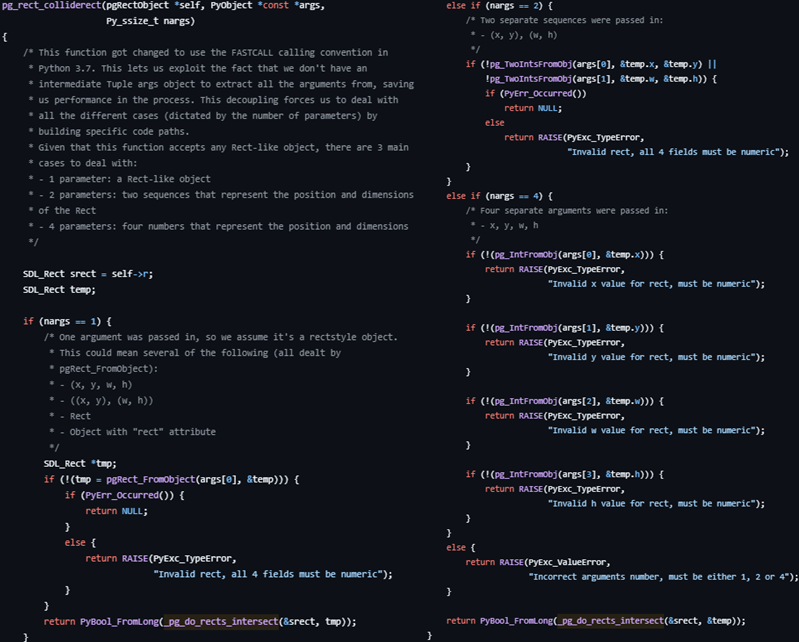 pg_rect_colliderect(pgRectObject *self, PyObject *const *args,
                    Py_ssize_t nargs)
{
    /* This function got changed to use the FASTCALL calling convention in
     * Python 3.7. This lets us exploit the fact that we don't have an
     * intermediate Tuple args object to extract all the arguments from, saving
     * us performance in the process. This decoupling forces us to deal with
     * all the different cases (dictated by the number of parameters) by
     * building specific code paths.
     * Given that this function accepts any Rect-like object, there are 3 main
     * cases to deal with:
     * - 1 parameter: a Rect-like object
     * - 2 parameters: two sequences that represent the position and dimensions
     * of the Rect
     * - 4 parameters: four numbers that represent the position and dimensions
     */
    SDL_Rect srect = self->r;
    SDL_Rect temp;
    if (nargs == 1) {
        /* One argument was passed in, so we assume it's a rectstyle object.
         * This could mean several of the following (all dealt by
         * pgRect_FromObject):
         * - (x, y, w, h)
         * - ((x, y), (w, h))
         * - Rect
         * - Object with "rect" attribute
         */
        SDL_Rect *tmp;
        if (!(tmp = pgRect_FromObject(args[0], &temp))) {
            if (PyErr_Occurred()) {
                return NULL;
            }
            else {
                return RAISE(PyExc_TypeError,
                             "Invalid rect, all 4 fields must be numeric");
            }
        }
        return PyBool_FromLong(_pg_do_rects_intersect(&srect, tmp));
    }
    else if (nargs == 2) {
        /* Two separate sequences were passed in:
         * - (x, y), (w, h)
         */
        if (!pg_TwoIntsFromObj(args[0], &temp.x, &temp.y) ||
            !pg_TwoIntsFromObj(args[1], &temp.w, &temp.h)) {
            if (PyErr_Occurred())
                return NULL;
            else
                return RAISE(PyExc_TypeError,
                             "Invalid rect, all 4 fields must be numeric");
        }
    }
    else if (nargs == 4) {
        /* Four separate arguments were passed in:
         * - x, y, w, h
         */
        if (!(pg_IntFromObj(args[0], &temp.x))) {
            return RAISE(PyExc_TypeError,
                         "Invalid x value for rect, must be numeric");
        }
        if (!(pg_IntFromObj(args[1], &temp.y))) {
            return RAISE(PyExc_TypeError,
                         "Invalid y value for rect, must be numeric");
        }
        if (!(pg_IntFromObj(args[2], &temp.w))) {
            return RAISE(PyExc_TypeError,
                         "Invalid w value for rect, must be numeric");
        }
        if (!(pg_IntFromObj(args[3], &temp.h))) {
            return RAISE(PyExc_TypeError,
                         "Invalid h value for rect, must be numeric");
        }
    }
    else {
        return RAISE(PyExc_ValueError,
                     "Incorrect arguments number, must be either 1, 2 or 4");
    }
    return PyBool_FromLong(_pg_do_rects_intersect(&srect, &temp));
}